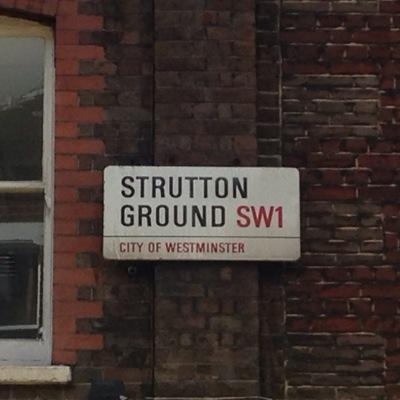 STRUTTON
GROUND SW1
CITY OF WESTMINSTER